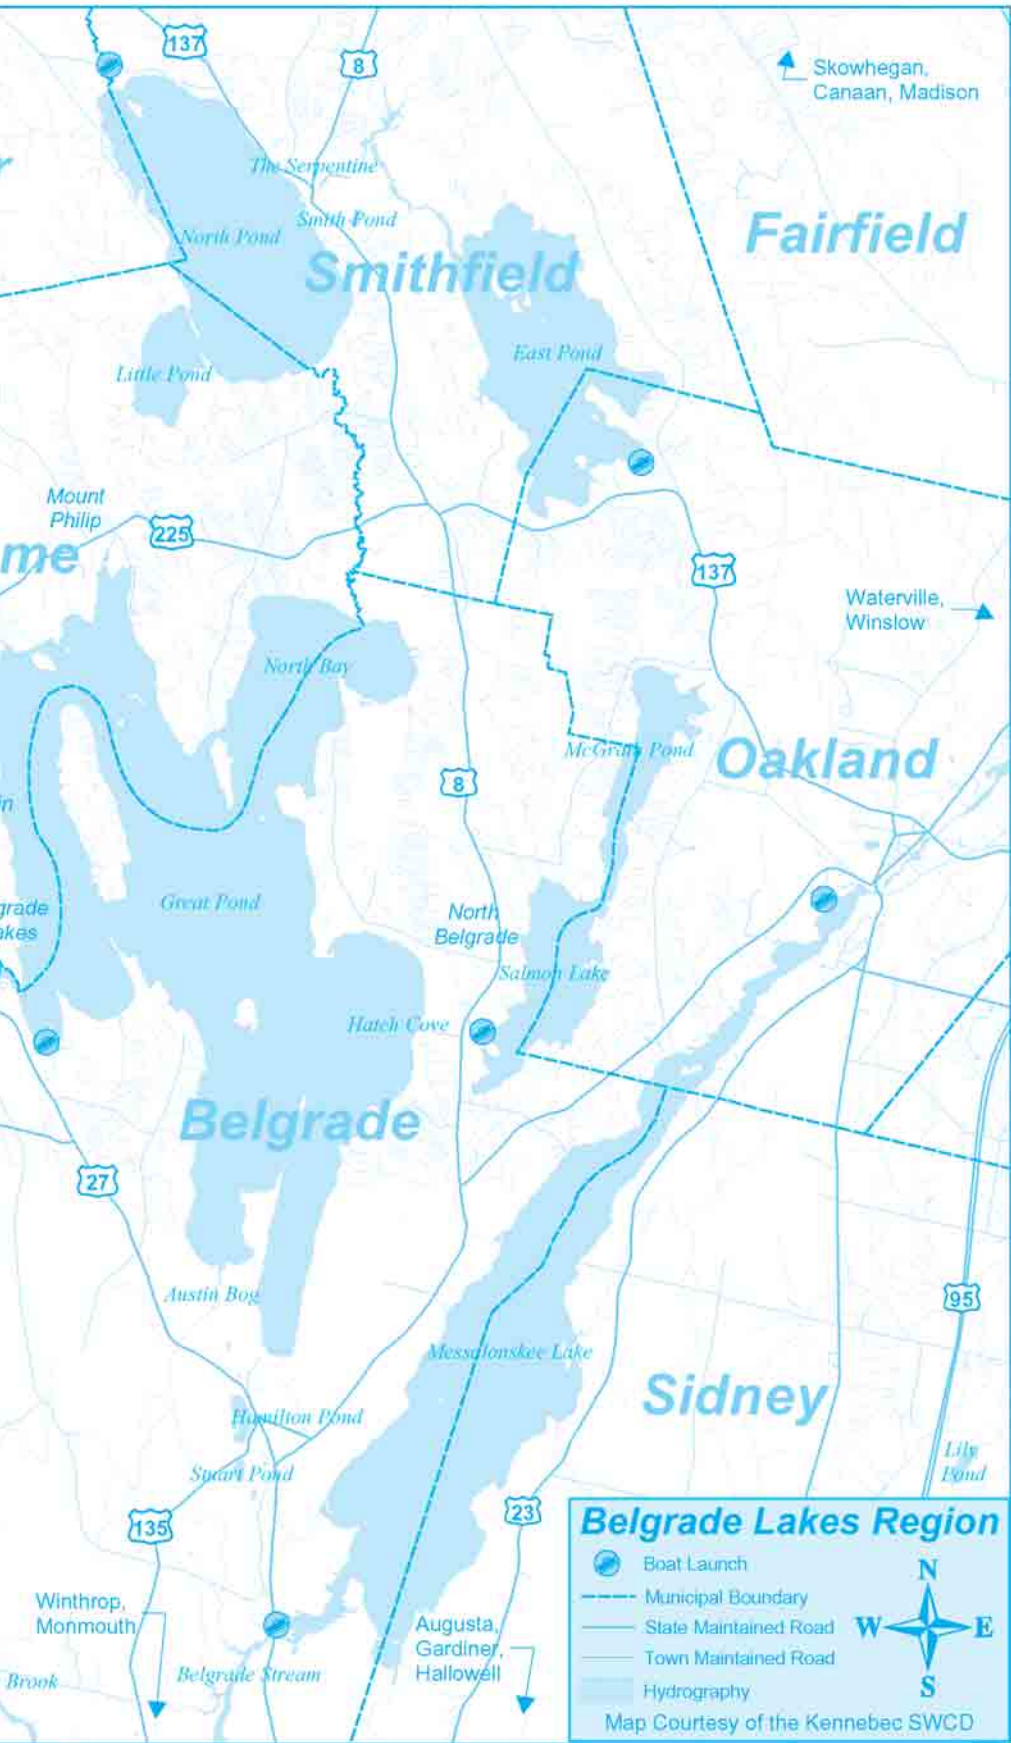 137
8
Skowhegan,
Canaan, Madison
The Serpentine
Smith Pond
North Pond
Fairfield
Smithfield
East Pond
Little Pond
Mount
Philip
225
me
137
Waterville,
Winslow
North Bay
McGrath Pond
Oakland
8
in
Great Pond
grade
akes
North
Belgrade
Salmon Lake
Hatch Cove
Belgrade
27
Austin Bog
95
Messalonskee Lake
Sidney
Hamilton Pond
Lily
Pond
Stuart Pond
135
23
Winthrop,
Monmouth
Augusta,
Gardiner,
Hallowell
Belgrade Stream
Brook
Belgrade Lakes Region
Boat Launch
Municipal Boundary
State Maintained Road
Town Maintained Road
Hydrography
N
W
E
S
Map Courtesy of the Kennebec SWCD